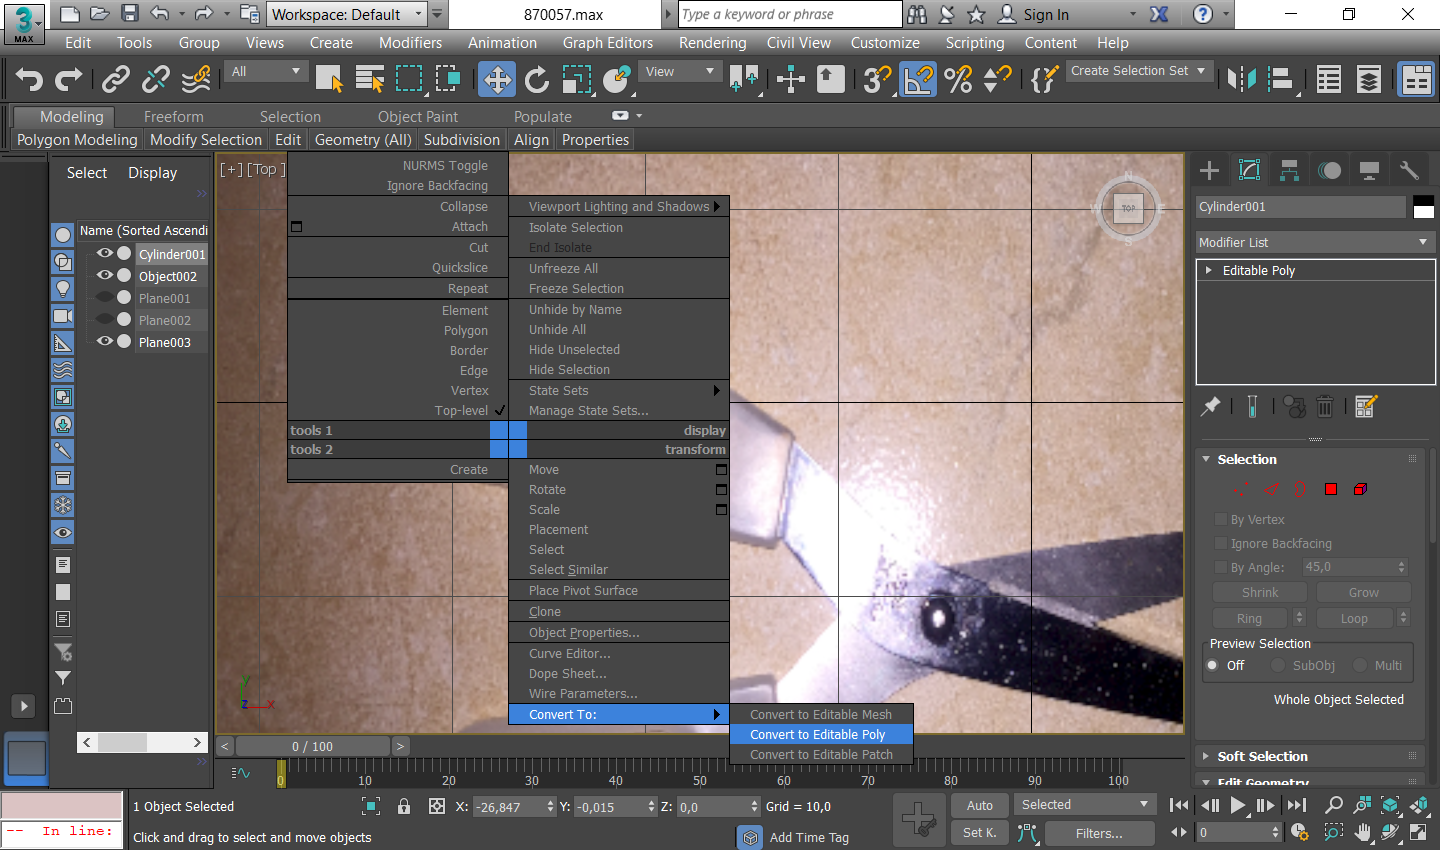 3
MAX
Workspace: Default
870057.max
Type a keyword or phrase
Sign In
Edit Tools Group Views Create Modifiers Animation Graph Editors Rendering Civil View Customize Scripting Content Help
All
View
3
Create Selection Set
Modeling Freeform Selection Object Paint Populate
Polygon Modeling Modify Selection Edit Geometry (All) Subdivision Align Properties
Select Display
Name (Sorted Ascendi
Cylinder001
Object002
Plane001
Plane002
Plane003
[+] [Top ]
NURMS Toggle
Ignore Backfacing
Collapse
Attach
Cut
Quickslice
Repeat
Element
Polygon
Border
Edge
Vertex
Top-level
tools 1
tools 2
Create
Viewport Lighting and Shadows
Isolate Selection
End Isolate
Unfreeze All
Freeze Selection
Unhide by Name
Unhide All
Hide Unselected
Hide Selection
State Sets
Manage State Sets...
display
transform
Move
Rotate
Scale
Placement
Select
Select Similar
Place Pivot Surface
Clone
Object Properties...
Curve Editor...
Dope Sheet...
Wire Parameters...
Convert To:
Convert to Editable Mesh
Convert to Editable Poly
Convert to Editable Patch
N
W TOP E
S
y
z x
Cylinder001
Modifier List
Editable Poly
Selection
By Vertex
Ignore Backfacing
By Angle: 45,0
Shrink Grow
Ring Loop
Preview Selection
Off SubObj Multi
Whole Object Selected
Soft Selection
Edit Geometry
< 0 / 100 >
0 10 20 30 40 50 60 70 80 90 100
-- In line:
1 Object Selected
X: -26,847 Y: -0,015 Z: 0,0 Grid = 10,0
Click and drag to select and move objects
Add Time Tag
Auto Selected
Set K. Filters...
0